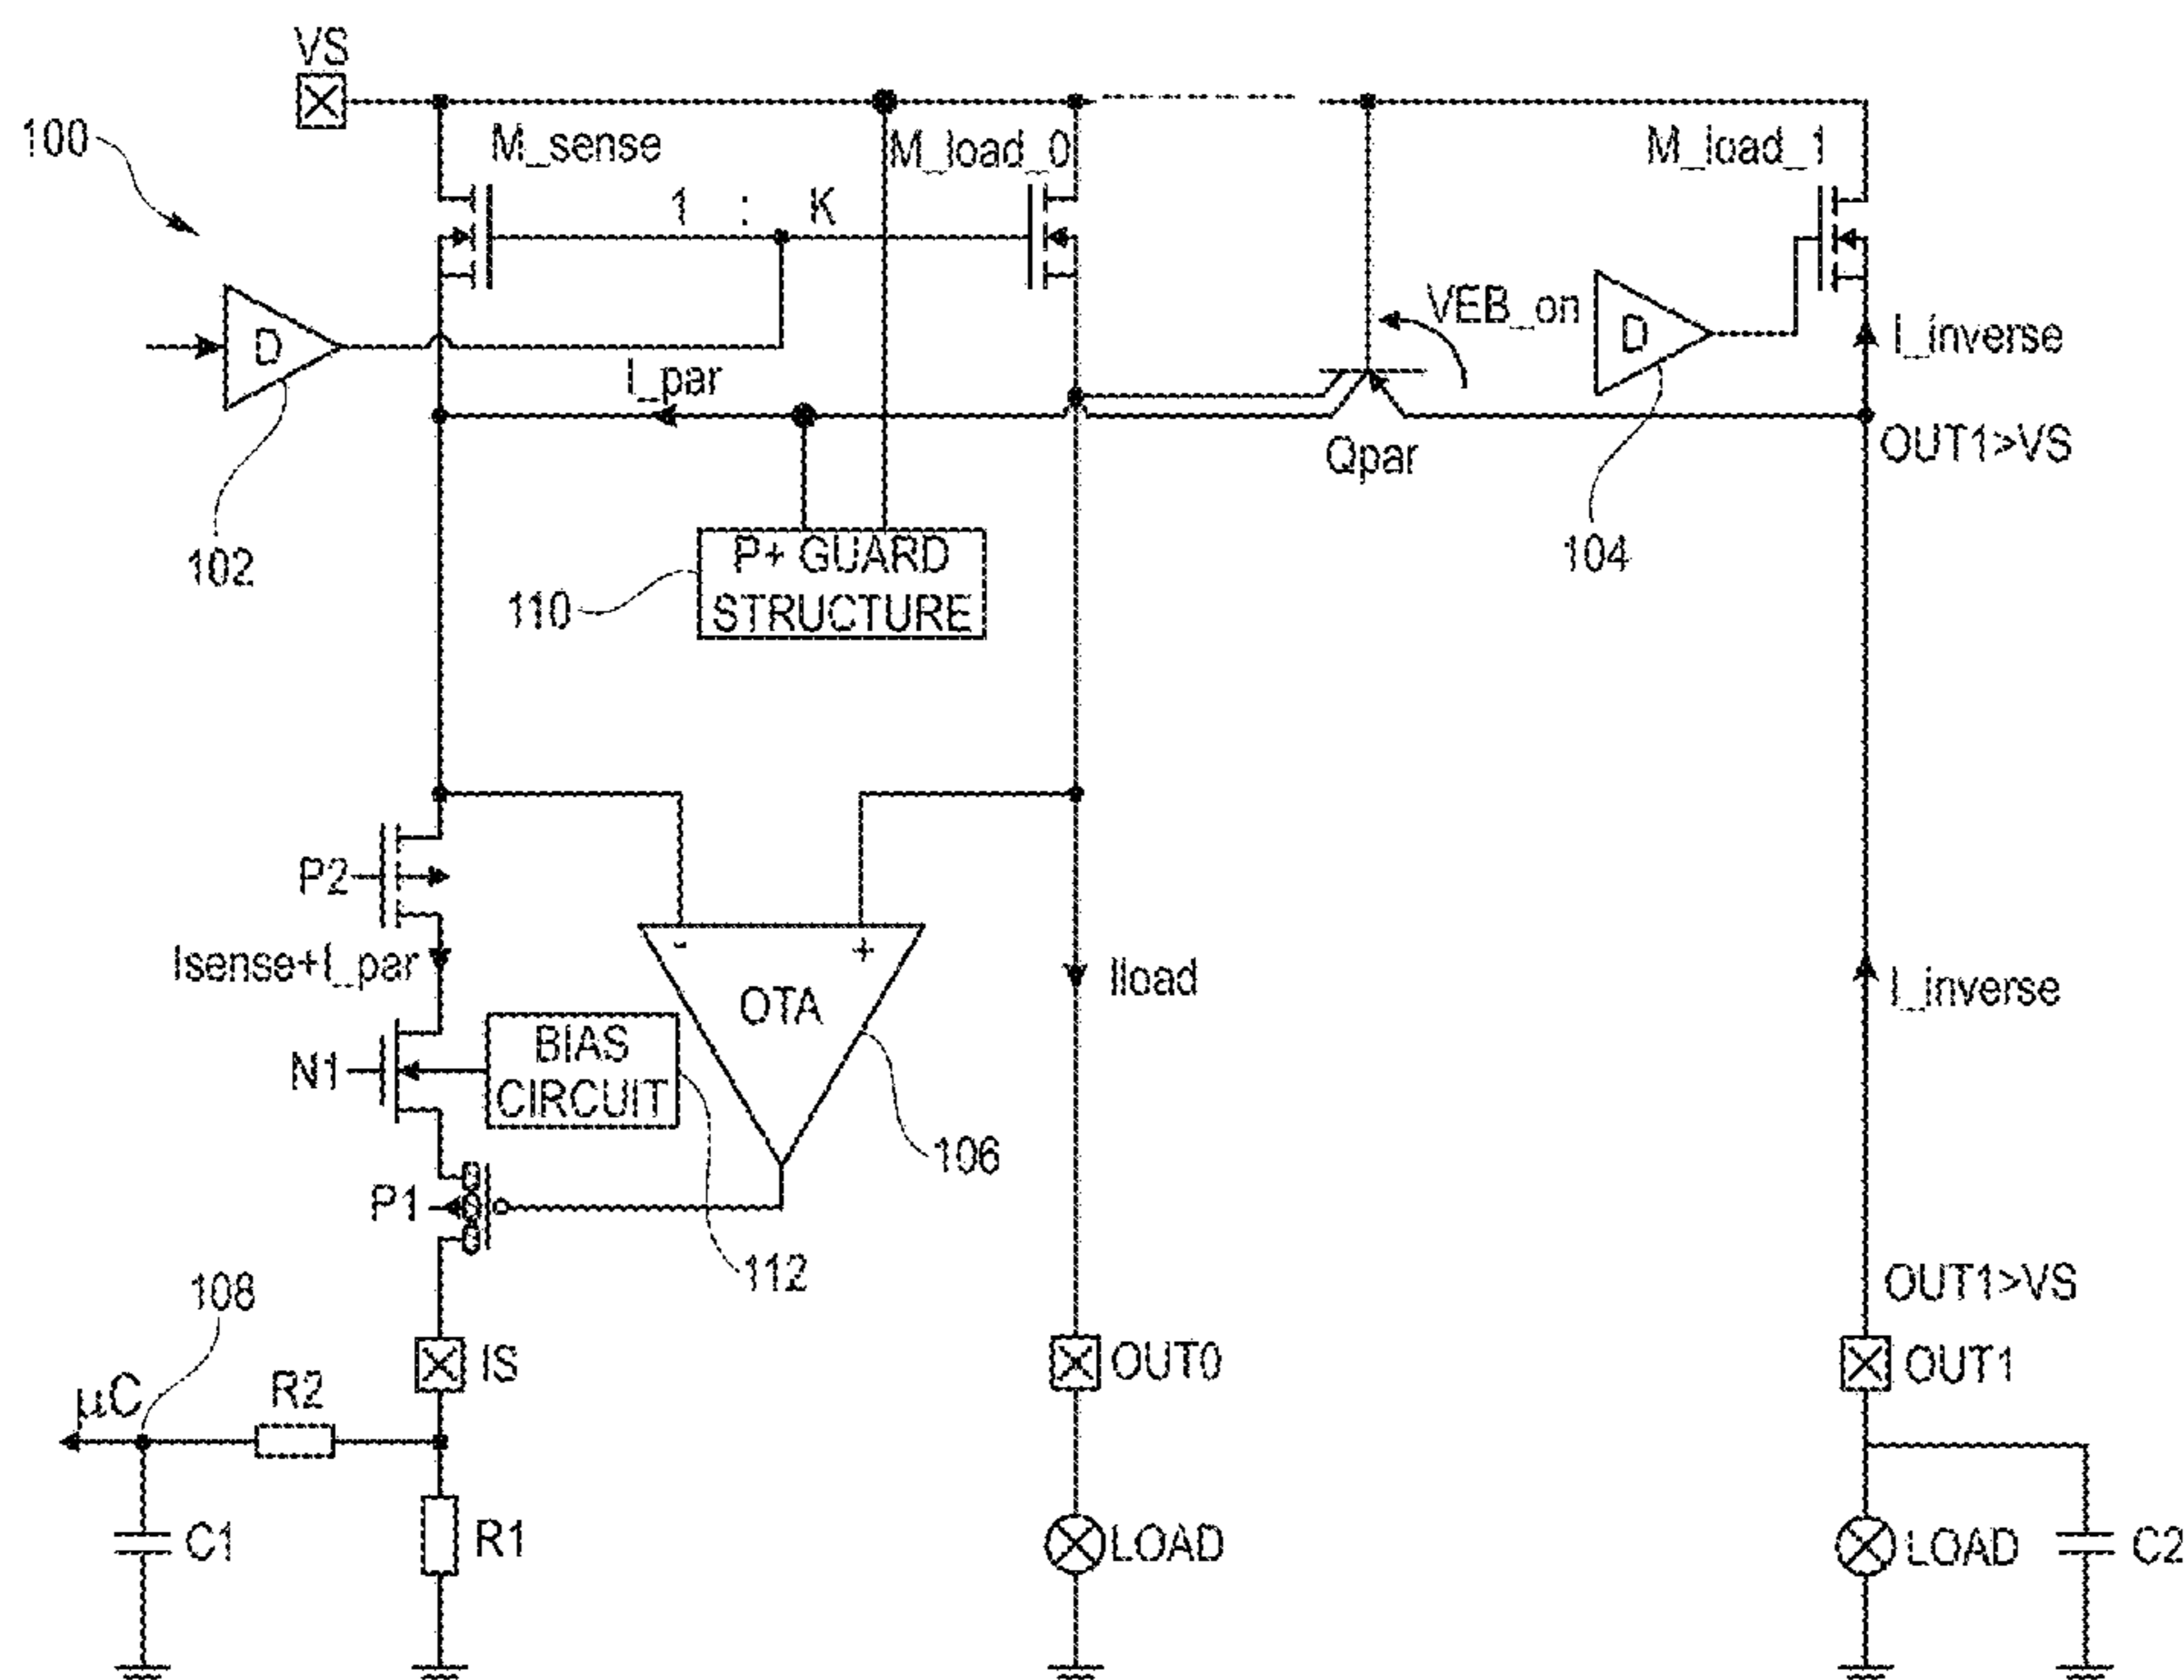 VS
100
M_sense
M_load_0
M_load_1
1 : K
D
VEB_on
D
I_inverse
I_par
OUT1>VS
Qpar
102
P+ GUARD
STRUCTURE
104
110
P2
Isense+I_par
- +
OTA
Iload
I_inverse
N1
BIAS
CIRCUIT
106
P1
112
108
OUT1>VS
IS
OUT0
OUT1
µC
R2
C1
R1
LOAD
LOAD
C2